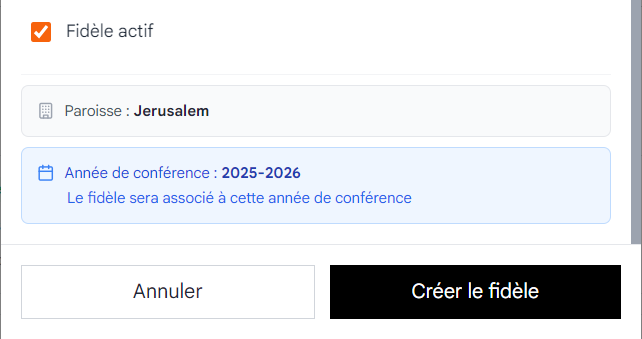 Fidèle actif
Paroisse : Jerusalem
Année de conférence : 2025-2026
Le fidèle sera associé à cette année de conférence
Annuler
Créer le fidèle